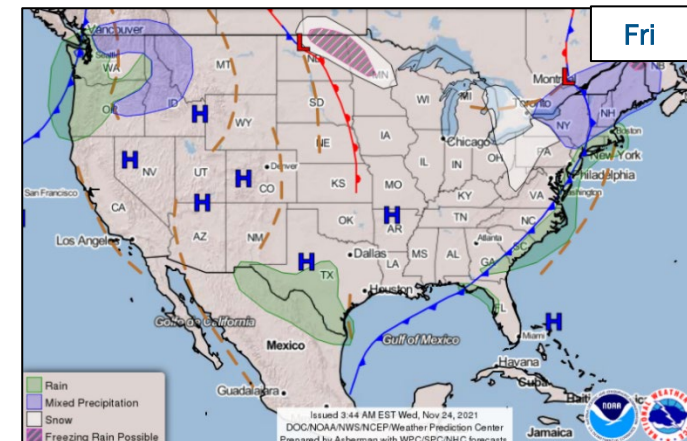 Fri
Vancouver
Seattle
WA
OR
ID
MT
ND
MN
SD
WY
NE
IA
WI
MI
Toronto
Montreal
NB
NH
NY
Boston
New York
Philadelphia
Washington
PA
OH
IN
IL
Chicago
VA
KY
NC
TN
SC
GA
Atlanta
AL
MS
AR
MO
KS
OK
Denver
CO
UT
NV
CA
AZ
NM
TX
Dallas
Houston
LA
FL
Miami
San Francisco
Los Angeles
H
H
H
H
H
H
H
L
L
Golfo de California
Gulf of Mexico
Mexico
Guadalajara
Havana
Cuba
Jamaica
Rain
Mixed Precipitation
Snow
Freezing Rain Possible
Issued 3:44 AM EST Wed, Nov 24, 2021
DOC/NOAA/NWS/NCEP/Weather Prediction Center
Prepared by Asherman with WPC/SPC/NHC forecasts
NOAA